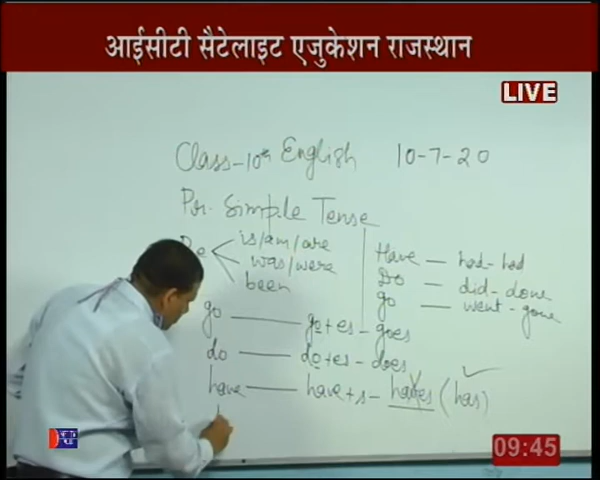 आईसीटी सैटेलाइट एजुकेशन राजस्थान
LIVE
Class-10th English 10-7-20
Pr. Simple Tense
Be is/am/are
was/were
been
Have — had - had
Do — did - done
go — went - gone
go — go+es - goes
do — do+es - does
have — have+s - haves (has)
09:45